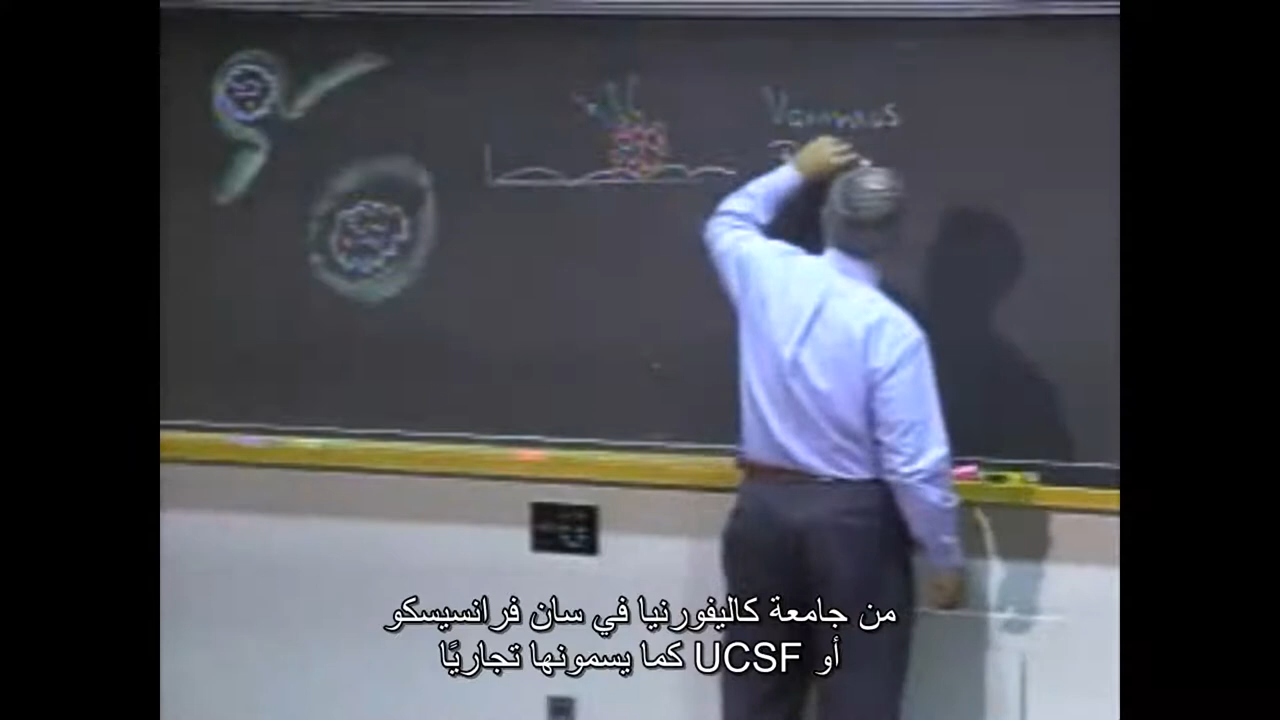 Varmus
من جامعة كاليفورنيا في سان فرانسيسكو
أو UCSF كما يسمونها تجاريًا